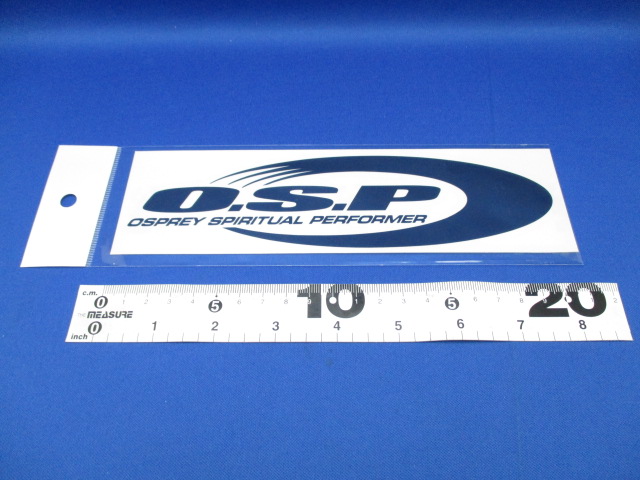 O.S.P
OSPREY SPIRITUAL PERFORMER
c.m. 0 5 10 5 20
MEASURE
inch 0 1 2 3 4 5 6 7 8